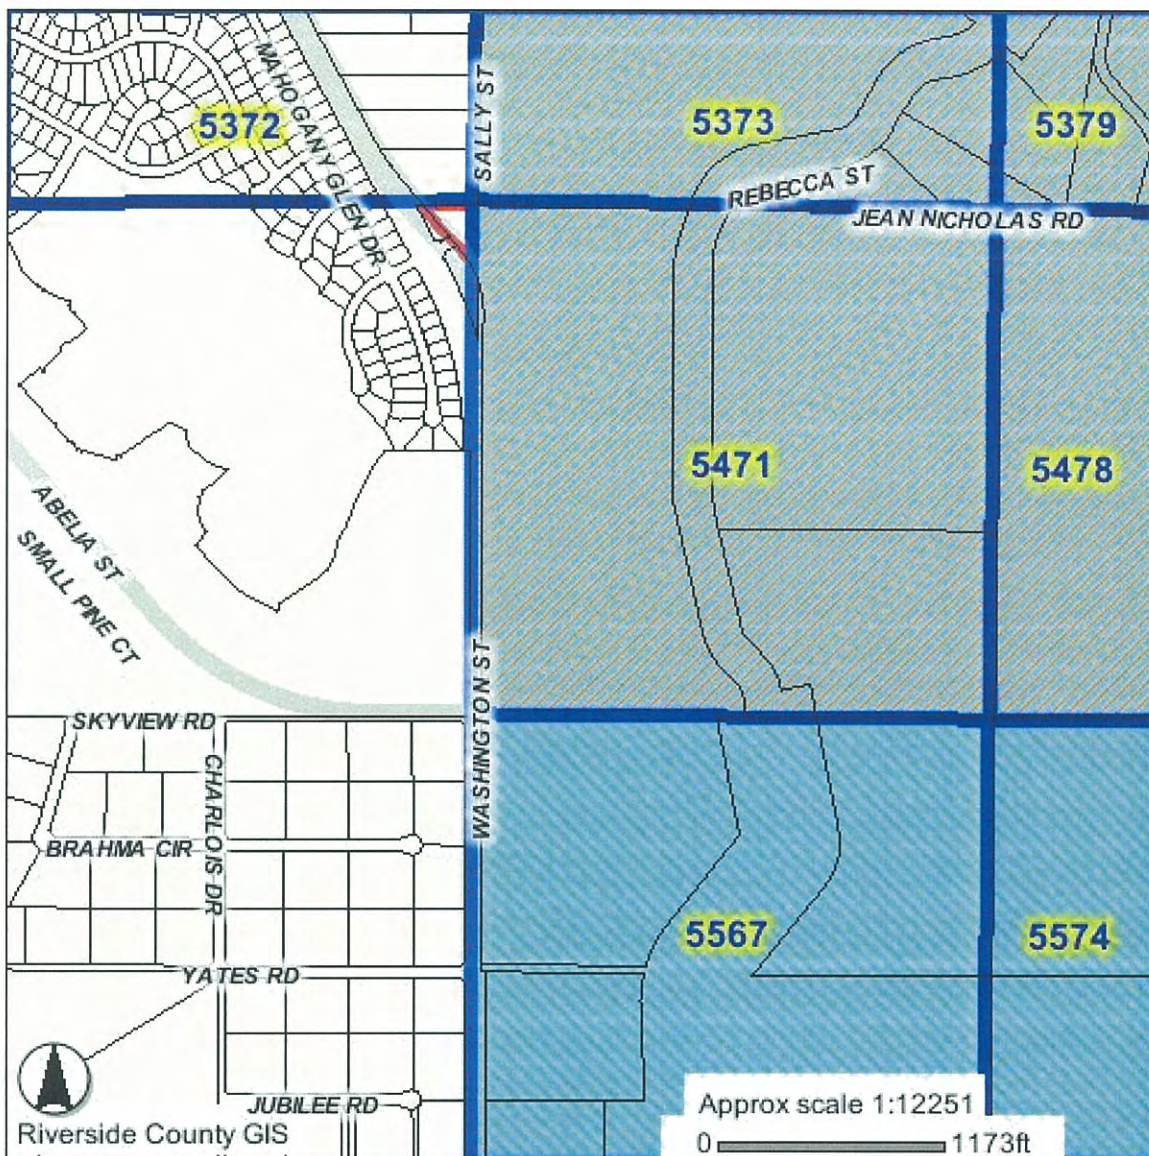 MAHOGANY GLEN DR
5372
SALLY ST
5373
5379
REBECCA ST
JEAN NICHOLAS RD
5471
5478
ABELIA ST
SMALL PINE CT
WASHINGTON ST
SKYVIEW RD
CHARLOIS DR
BRAHMA CIR
5567
5574
YATES RD
JUBILEE RD
Approx scale 1:12251
0 1173ft
Riverside County GIS